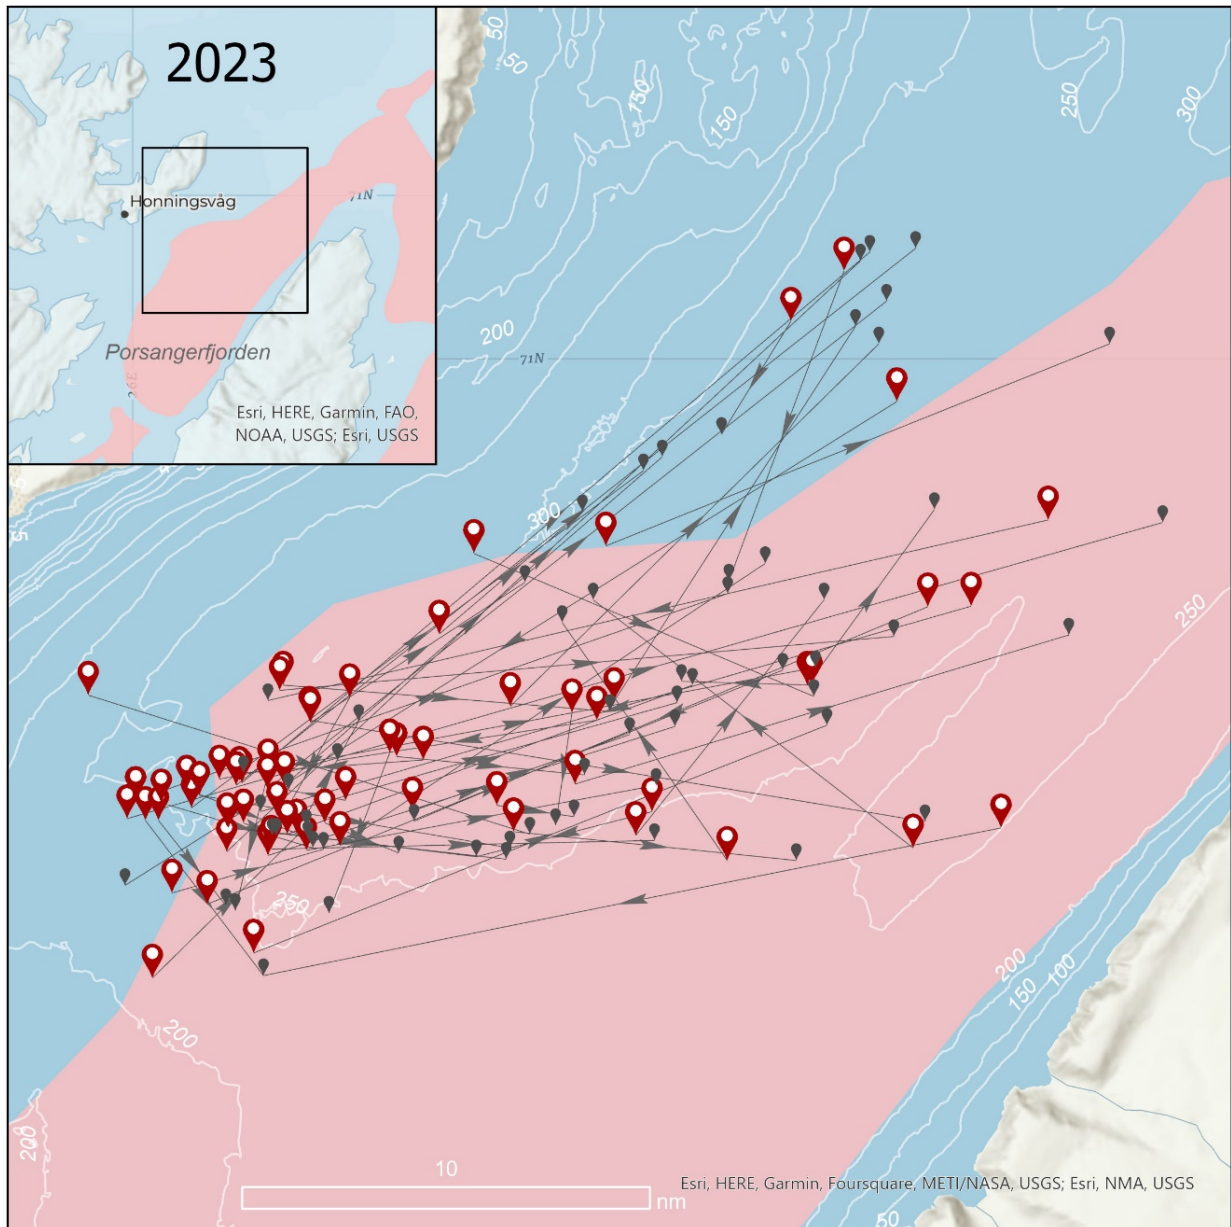 2023
Honningsvåg
71N
26E
Porsangerfjorden
Esri, HERE, Garmin, FAO,
NOAA, USGS; Esri, USGS
50
50
150
150
250
300
200
71N
300
250
250
200
200
200
150
100
50
10
nm
Esri, HERE, Garmin, Foursquare, METI/NASA, USGS; Esri, NMA, USGS